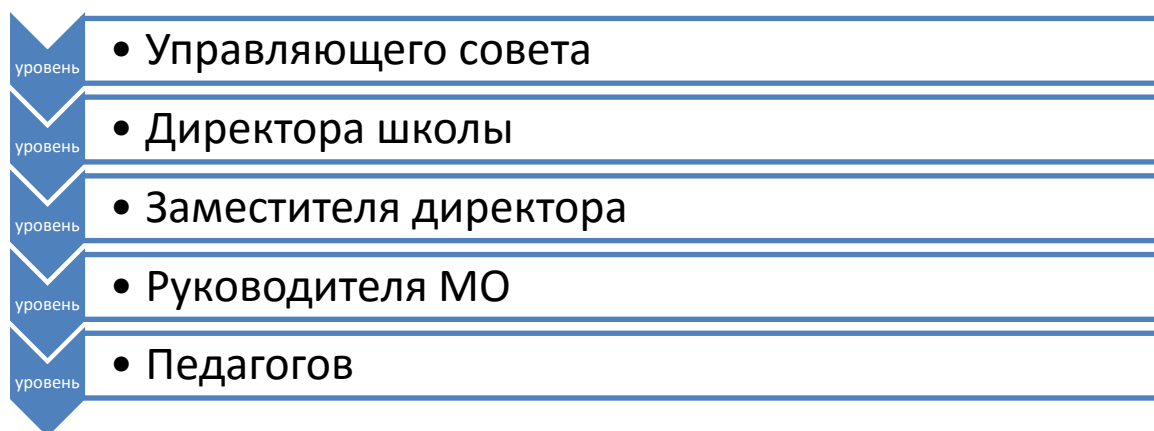 уровень
• Управляющего совета
уровень
• Директора школы
уровень
• Заместителя директора
уровень
• Руководителя МО
уровень
• Педагогов